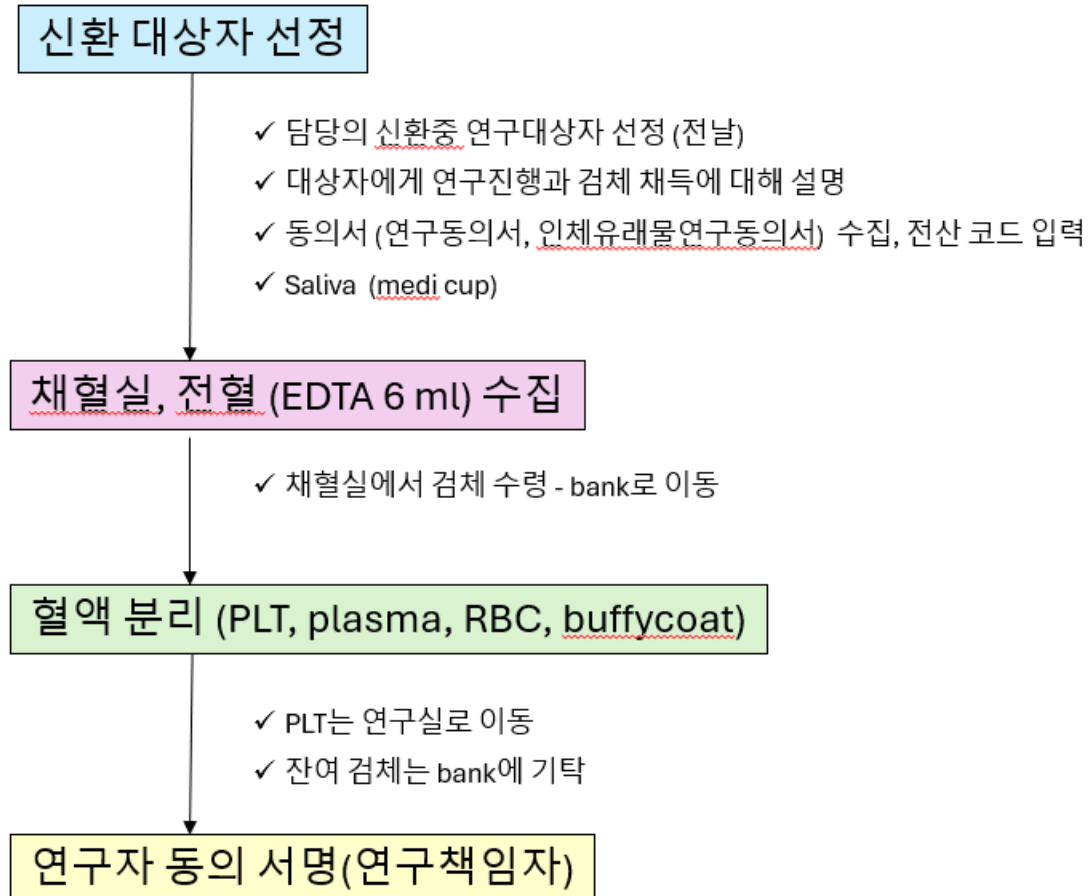 신환 대상자 선정
✓ 담당의 신환중 연구대상자 선정 (전날)
✓ 대상자에게 연구진행과 검체 채득에 대해 설명
✓ 동의서 (연구동의서, 인체유래물연구동의서) 수집, 전산 코드 입력
✓ Saliva (medi cup)
채혈실, 전혈 (EDTA 6 ml) 수집
✓ 채혈실에서 검체 수령 - bank로 이동
혈액 분리 (PLT, plasma, RBC, buffycoat)
✓ PLT는 연구실로 이동
✓ 잔여 검체는 bank에 기탁
연구자 동의 서명(연구책임자)